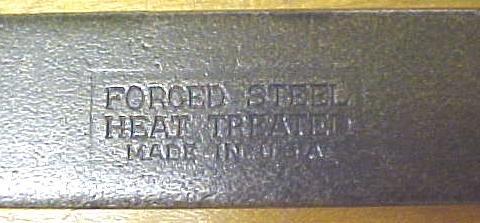 FORGED STEEL
HEAT TREATED
MADE IN U.S.A.